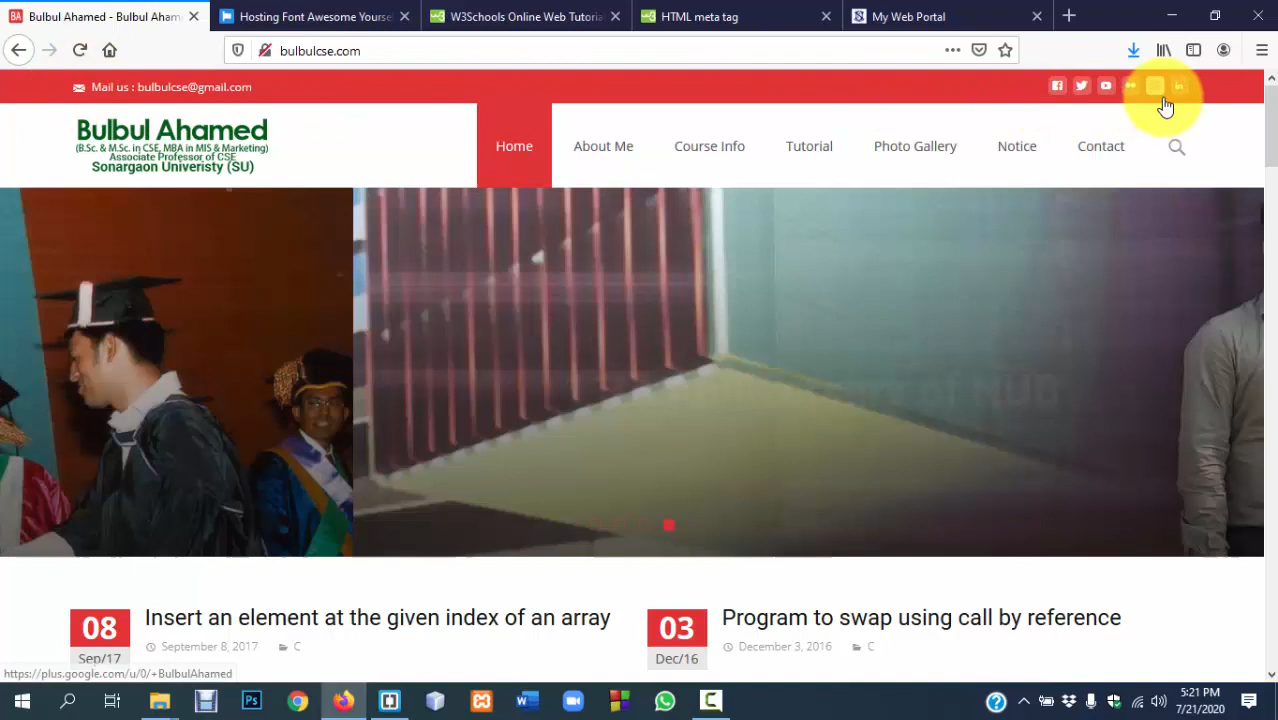 Bulbul Ahamed - Bulbul Aham
Hosting Font Awesome Yourse
W3Schools Online Web Tutoria
HTML meta tag
My Web Portal
bulbulcse.com
Mail us : bulbulcse@gmail.com
Bulbul Ahamed
(B.Sc. & M.Sc. in CSE, MBA in MIS & Marketing)
Associate Professor of CSE
Sonargaon Univeristy (SU)
Home
About Me
Course Info
Tutorial
Photo Gallery
Notice
Contact
08
Sep/17
Insert an element at the given index of an array
September 8, 2017
C
03
Dec/16
Program to swap using call by reference
December 3, 2016
C
https://plus.google.com/u/0/+BulbulAhamed
5:21 PM
7/21/2020